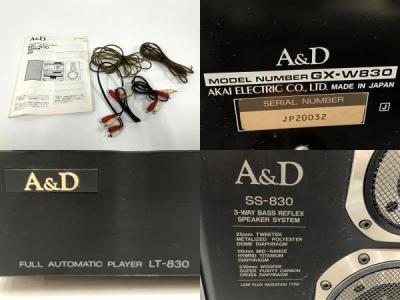 A&D
A&D
MODEL NUMBER GX-W830
AKAI ELECTRIC CO., LTD. MADE IN JAPAN
SERIAL NUMBER
JP20032
J
A&D
FULL AUTOMATIC PLAYER LT-830
A&D
SS-830
3-WAY BASS REFLEX
SPEAKER SYSTEM
25mm TWEETER
METALIZED POLYESTER
DOME DIAPHRAGM
50mm MID-RANGE
HYBRID TITANIUM
DIAPHRAGM
230mm WOOFER
SUPER PURITY CARBON
CROSS DIAPHRAGM
LOW FLUX RADIATION TYPE